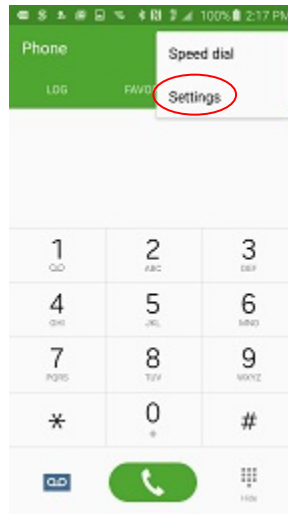 100% 2:17 PM
Phone
Speed dial
LOG
FAVO
Settings
1 2 3
ABC DEF
4 5 6
GHI JKL MNO
7 8 9
PQRS TUV WXYZ
* 0 #
+
Hide